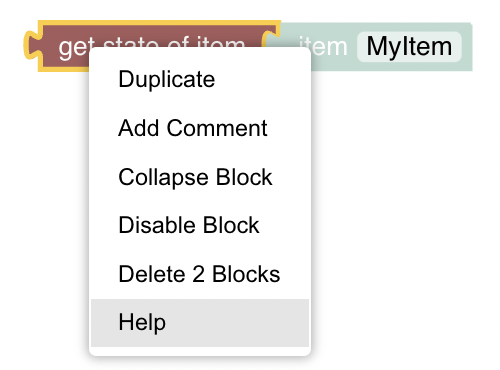 get state of item item MyItem
Duplicate
Add Comment
Collapse Block
Disable Block
Delete 2 Blocks
Help